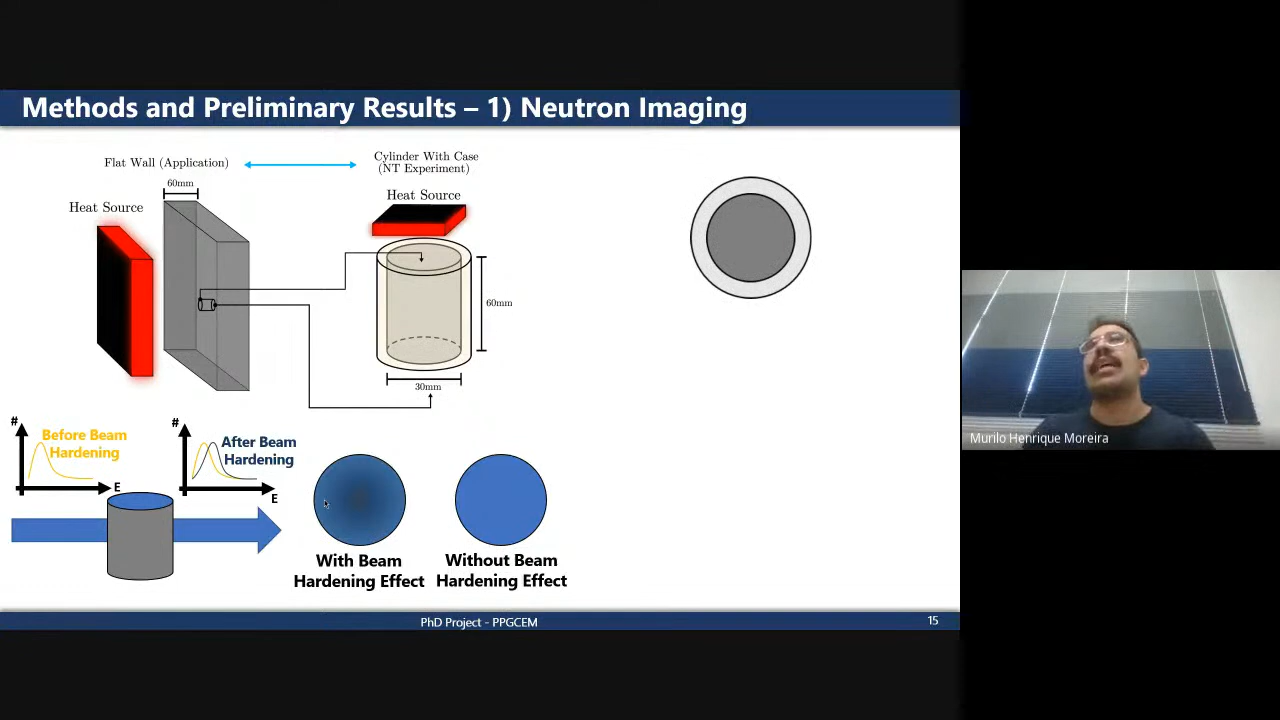 Methods and Preliminary Results – 1) Neutron Imaging
Flat Wall (Application)
Cylinder With Case
(NT Experiment)
60mm
Heat Source
Heat Source
60mm
30mm
#
Before Beam
Hardening
E
#
After Beam
Hardening
E
With Beam
Hardening Effect
Without Beam
Hardening Effect
Murilo Henrique Moreira
PhD Project - PPGCEM
15